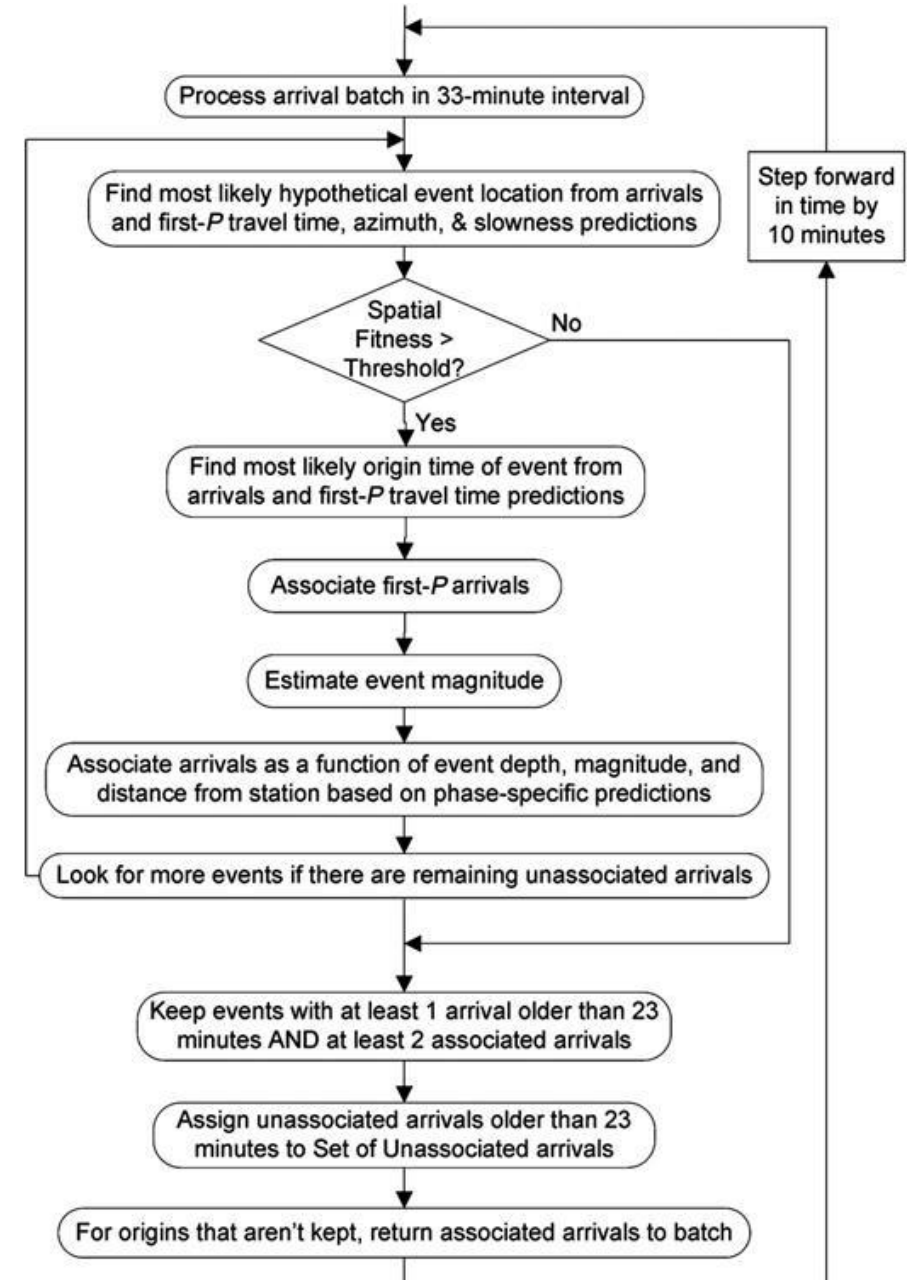 Process arrival batch in 33-minute interval
Find most likely hypothetical event location from arrivals
and first-P travel time, azimuth, & slowness predictions
Step forward
in time by
10 minutes
Spatial
Fitness >
Threshold?
No
Yes
Find most likely origin time of event from
arrivals and first-P travel time predictions
Associate first-P arrivals
Estimate event magnitude
Associate arrivals as a function of event depth, magnitude, and
distance from station based on phase-specific predictions
Look for more events if there are remaining unassociated arrivals
Keep events with at least 1 arrival older than 23
minutes AND at least 2 associated arrivals
Assign unassociated arrivals older than 23
minutes to Set of Unassociated arrivals
For origins that aren't kept, return associated arrivals to batch